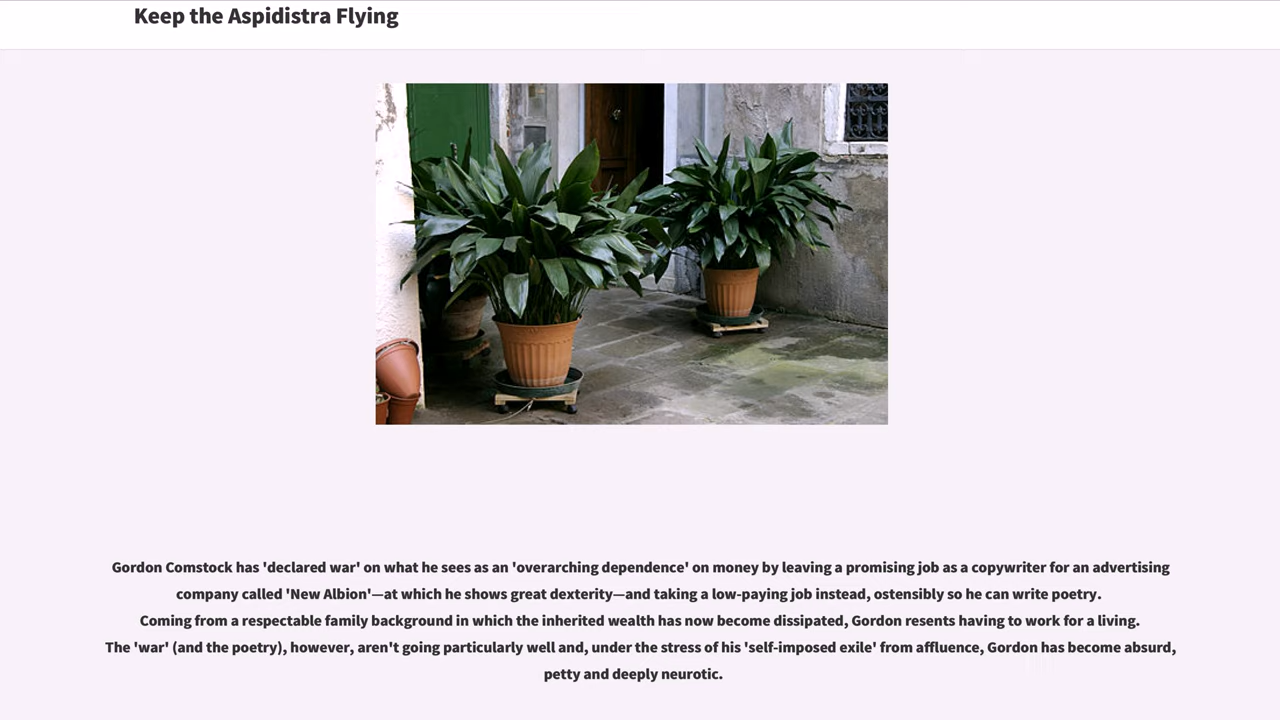 Keep the Aspidistra Flying
Gordon Comstock has 'declared war' on what he sees as an 'overarching dependence' on money by leaving a promising job as a copywriter for an advertising
company called 'New Albion'—at which he shows great dexterity—and taking a low-paying job instead, ostensibly so he can write poetry.
Coming from a respectable family background in which the inherited wealth has now become dissipated, Gordon resents having to work for a living.
The 'war' (and the poetry), however, aren't going particularly well and, under the stress of his 'self-imposed exile' from affluence, Gordon has become absurd,
petty and deeply neurotic.